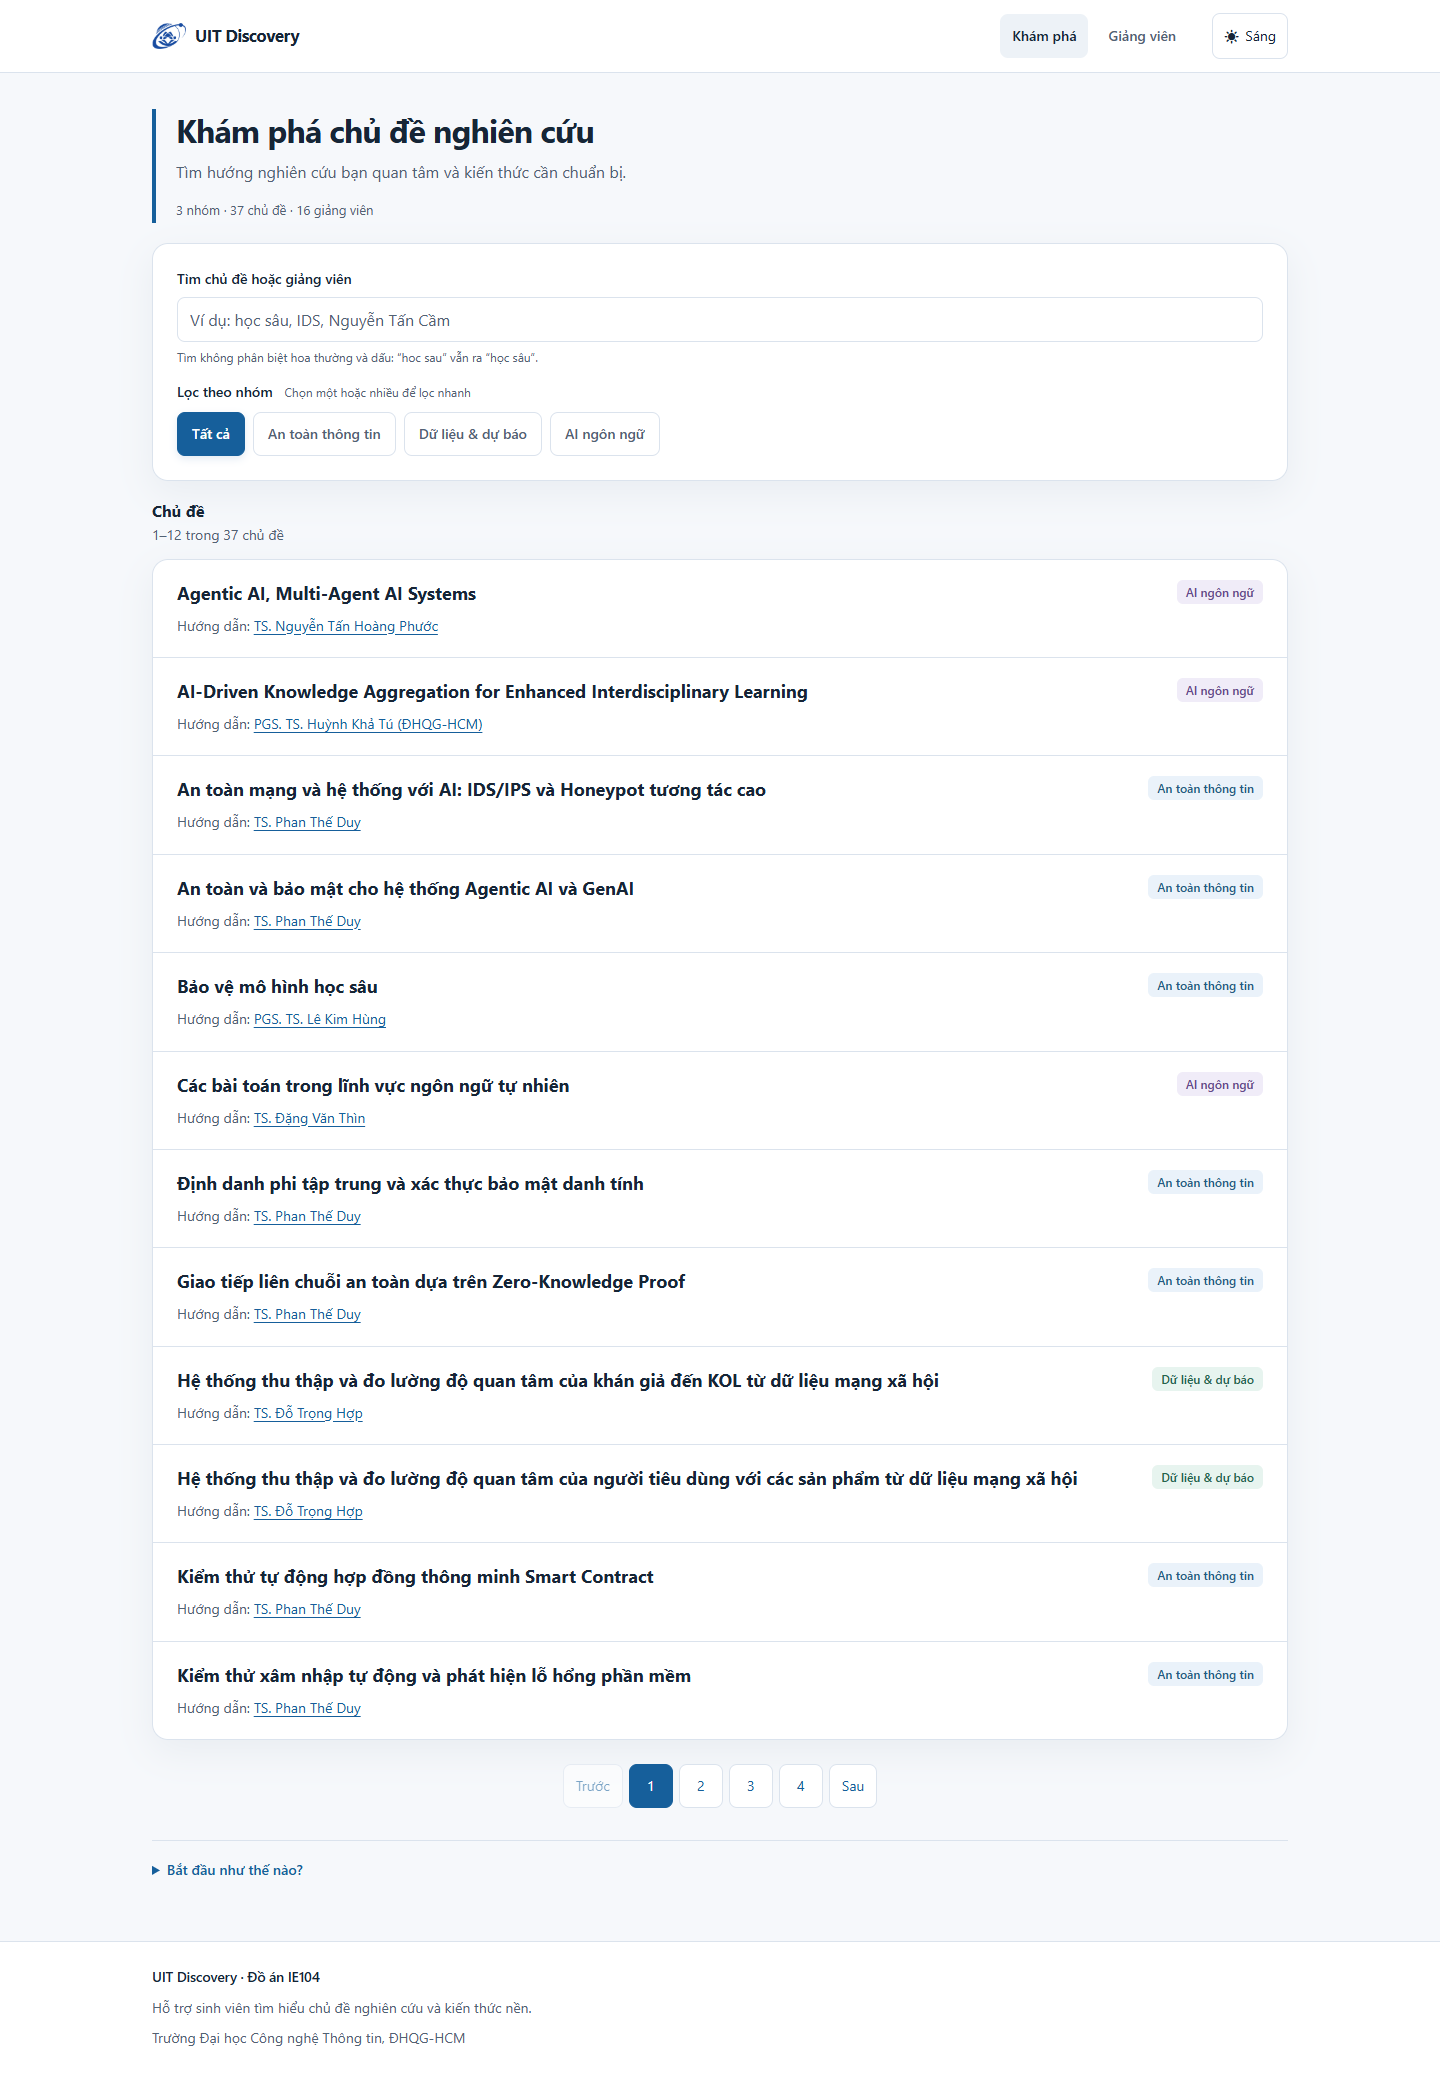 UIT Discovery
Khám phá
Giảng viên
Sáng
Khám phá chủ đề nghiên cứu
Tìm hướng nghiên cứu bạn quan tâm và kiến thức cần chuẩn bị.
3 nhóm · 37 chủ đề · 16 giảng viên
Tìm chủ đề hoặc giảng viên
Ví dụ: học sâu, IDS, Nguyễn Tấn Cầm
Tìm không phân biệt hoa thường và dấu: “hoc sau” vẫn ra “học sâu”.
Lọc theo nhóm Chọn một hoặc nhiều để lọc nhanh
Tất cả
An toàn thông tin
Dữ liệu & dự báo
AI ngôn ngữ
Chủ đề
1–12 trong 37 chủ đề
Agentic AI, Multi-Agent AI Systems
AI ngôn ngữ
Hướng dẫn: TS. Nguyễn Tấn Hoàng Phước
AI-Driven Knowledge Aggregation for Enhanced Interdisciplinary Learning
AI ngôn ngữ
Hướng dẫn: PGS. TS. Huỳnh Khả Tú (ĐHQG-HCM)
An toàn mạng và hệ thống với AI: IDS/IPS và Honeypot tương tác cao
An toàn thông tin
Hướng dẫn: TS. Phan Thế Duy
An toàn và bảo mật cho hệ thống Agentic AI và GenAI
An toàn thông tin
Hướng dẫn: TS. Phan Thế Duy
Bảo vệ mô hình học sâu
An toàn thông tin
Hướng dẫn: PGS. TS. Lê Kim Hùng
Các bài toán trong lĩnh vực ngôn ngữ tự nhiên
AI ngôn ngữ
Hướng dẫn: TS. Đặng Văn Thìn
Định danh phi tập trung và xác thực bảo mật danh tính
An toàn thông tin
Hướng dẫn: TS. Phan Thế Duy
Giao tiếp liên chuỗi an toàn dựa trên Zero-Knowledge Proof
An toàn thông tin
Hướng dẫn: TS. Phan Thế Duy
Hệ thống thu thập và đo lường độ quan tâm của khán giả đến KOL từ dữ liệu mạng xã hội
Dữ liệu & dự báo
Hướng dẫn: TS. Đỗ Trọng Hợp
Hệ thống thu thập và đo lường độ quan tâm của người tiêu dùng với các sản phẩm từ dữ liệu mạng xã hội
Dữ liệu & dự báo
Hướng dẫn: TS. Đỗ Trọng Hợp
Kiểm thử tự động hợp đồng thông minh Smart Contract
An toàn thông tin
Hướng dẫn: TS. Phan Thế Duy
Kiểm thử xâm nhập tự động và phát hiện lỗ hổng phần mềm
An toàn thông tin
Hướng dẫn: TS. Phan Thế Duy
Trước
1
2
3
4
Sau
Bắt đầu như thế nào?
UIT Discovery · Đồ án IE104
Hỗ trợ sinh viên tìm hiểu chủ đề nghiên cứu và kiến thức nền.
Trường Đại học Công nghệ Thông tin, ĐHQG-HCM